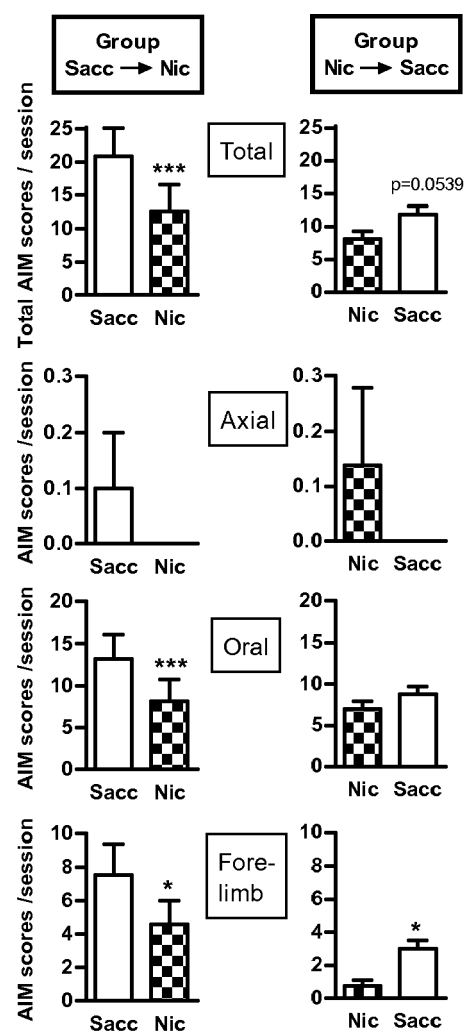 Group
Sacc → Nic
Group
Nic → Sacc
Total AIM scores / session
25
20
15
10
5
0
***
Sacc Nic
Total
25
20
15
10
5
0
p=0.0539
Nic Sacc
AIM scores /session
0.3
0.2
0.1
0.0
Sacc Nic
Axial
0.3
0.2
0.1
0.0
Nic Sacc
AIM scores /session
20
15
10
5
0
***
Sacc Nic
Oral
20
15
10
5
0
Nic Sacc
AIM scores /session
10
8
6
4
2
0
*
Sacc Nic
Fore-
limb
10
8
6
4
2
0
*
Nic Sacc